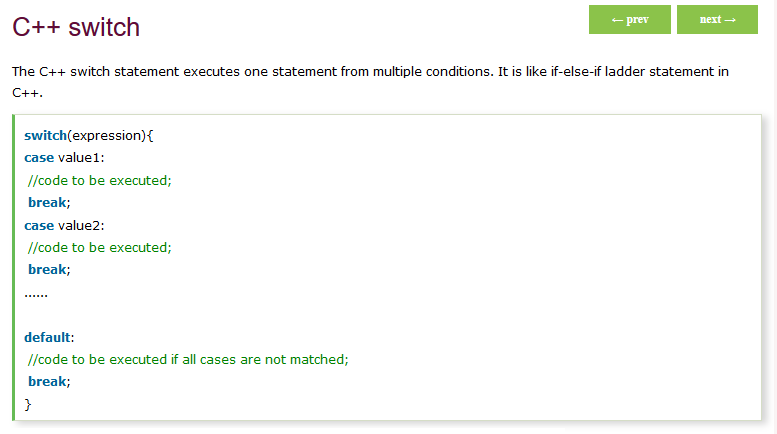 C++ switch
← prev
next →
The C++ switch statement executes one statement from multiple conditions. It is like if-else-if ladder statement in
C++.
switch(expression){
case value1:
//code to be executed;
break;
case value2:
//code to be executed;
break;
......
default:
//code to be executed if all cases are not matched;
break;
}